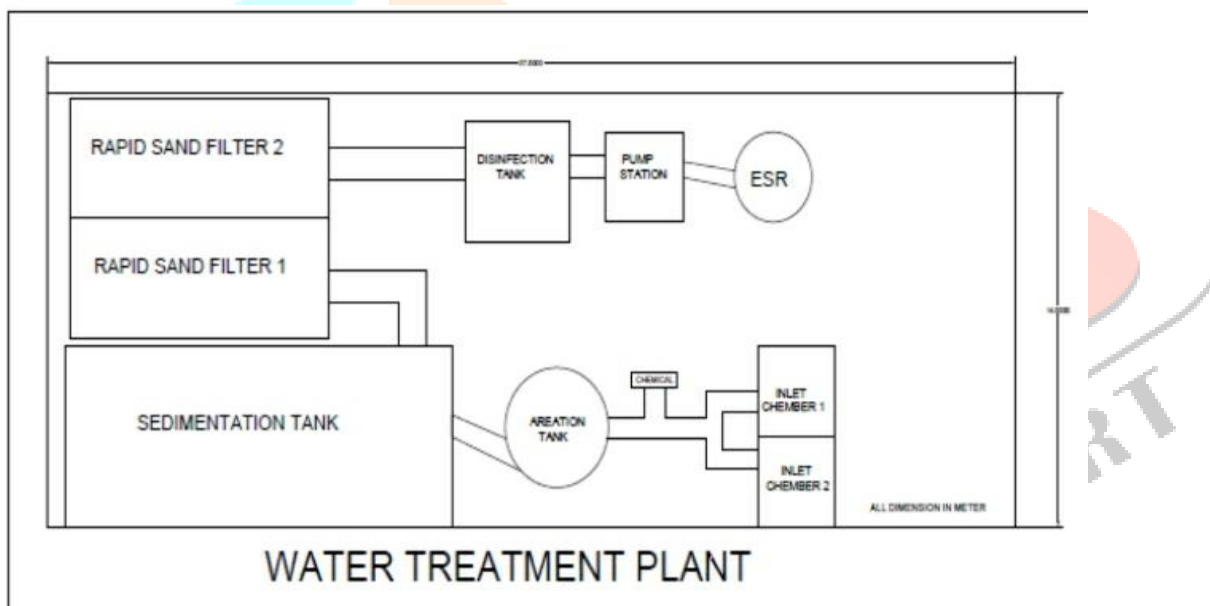 RAPID SAND FILTER 2
DISINFECTION
TANK
PUMP
STATION
ESR
RAPID SAND FILTER 1
CHEMICAL
INLET
CHEMBER 1
SEDIMENTATION TANK
AREATION
TANK
INLET
CHEMBER 2
ALL DIMENSION IN METER
WATER TREATMENT PLANT
RT